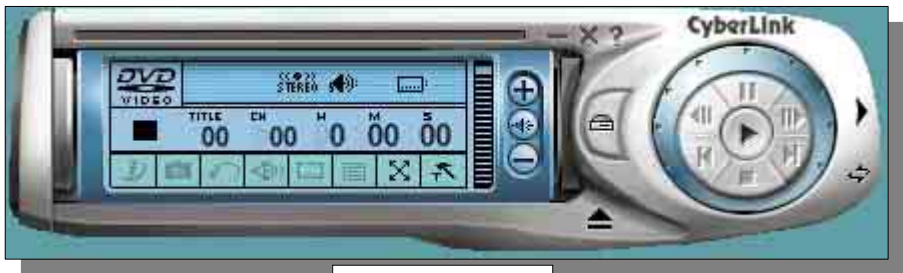 CyberLink
?
DVD
VIDEO
STEREO
TITLE CH H M S
00 00 0 00 00